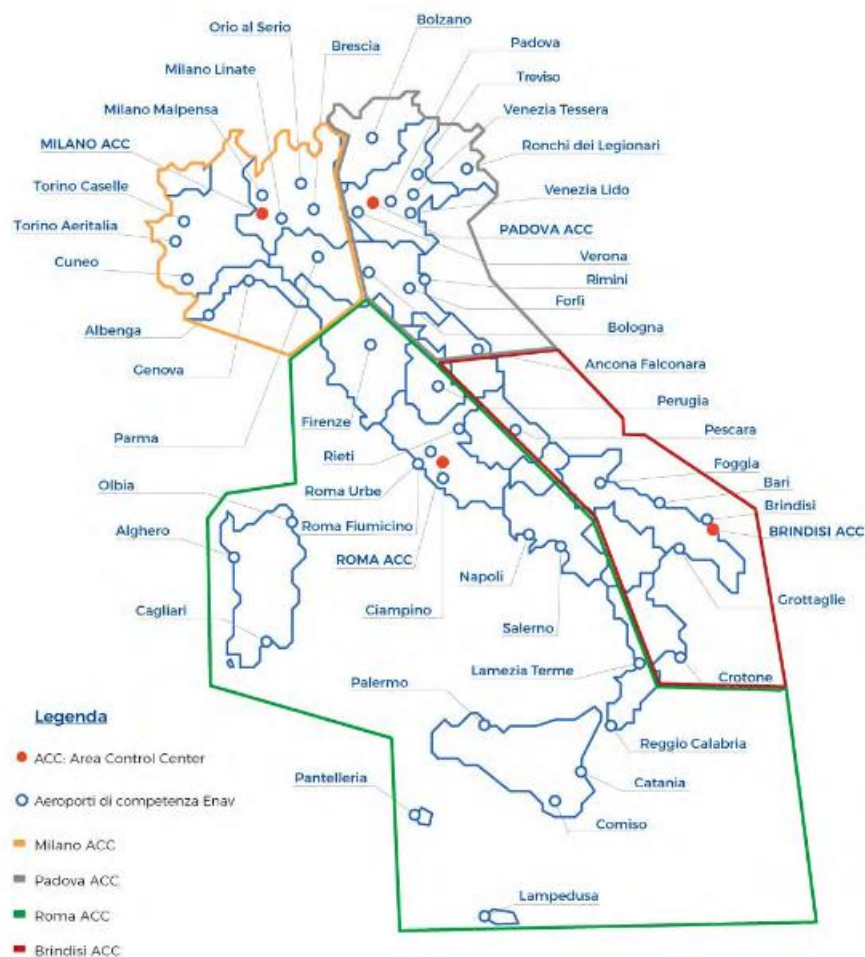 Bolzano
Orio al Serio
Padova
Brescia
Milano Linate
Treviso
Milano Malpensa
Venezia Tessera
MILANO ACC
Ronchi dei Legionari
Torino Caselle
Venezia Lido
Torino Aeritalia
PADOVA ACC
Cuneo
Verona
Rimini
Forlì
Albenga
Bologna
Genova
Ancona Falconara
Perugia
Firenze
Parma
Pescara
Rieti
Foggia
Olbia
Roma Urbe
Bari
Brindisi
Alghero
Roma Fiumicino
BRINDISI ACC
ROMA ACC
Napoli
Ciampino
Grottaglie
Cagliari
Salerno
Lamezia Terme
Crotone
Palermo
Legenda
Reggio Calabria
ACC: Area Control Center
Pantelleria
Catania
Aeroporti di competenza Enav
Comiso
Milano ACC
Padova ACC
Lampedusa
Roma ACC
Brindisi ACC